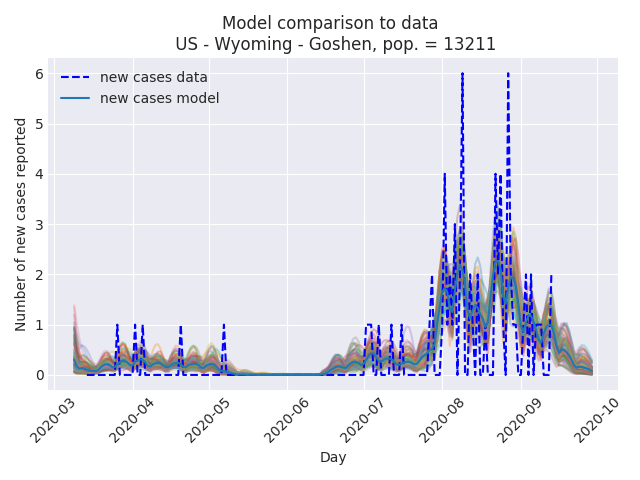 Model comparison to data
US - Wyoming - Goshen, pop. = 13211
new cases data
new cases model
Number of new cases reported
6
5
4
3
2
1
0
2020-03
2020-04
2020-05
2020-06
2020-07
2020-08
2020-09
2020-10
Day